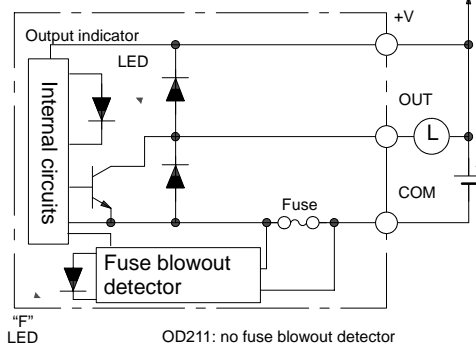 +V
Output indicator
LED
OUT
Internal circuits
L
COM
Fuse
Fuse blowout
detector
“F”
LED
OD211: no fuse blowout detector